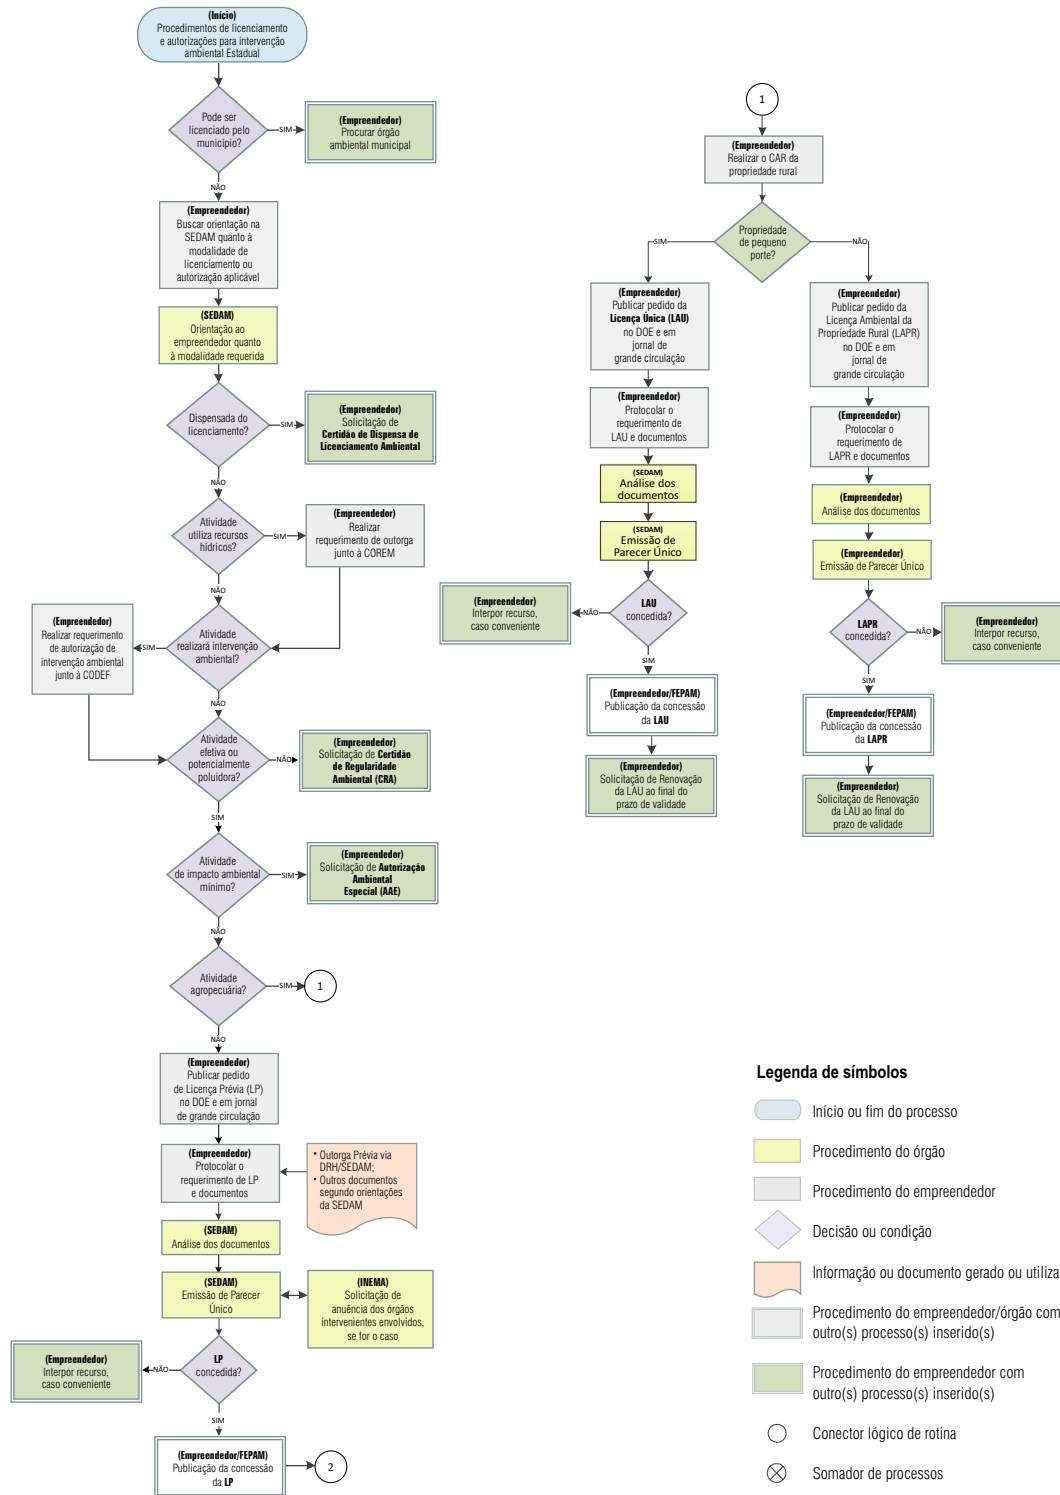 (Início)
Procedimentos de licenciamento
e autorizações para intervenção
ambiental Estadual
Pode ser
licenciado pelo
município?
SIM
(Empreendedor)
Procurar órgão
ambiental municipal
NÃO
(Empreendedor)
Buscar orientação na
SEDAM quanto à
modalidade de
licenciamento ou
autorização aplicável
(SEDAM)
Orientação ao
empreendedor quanto
à modalidade requerida
Dispensada do
licenciamento?
SIM
(Empreendedor)
Solicitação de
Certidão de Dispensa de
Licenciamento Ambiental
NÃO
Atividade
utiliza recursos
hídricos?
SIM
(Empreendedor)
Realizar
requerimento de outorga
junto à COREM
NÃO
Atividade
realizará intervenção
ambiental?
SIM
(Empreendedor)
Realizar requerimento
de autorização de
intervenção ambiental
junto à CODEF
NÃO
Atividade
efetiva ou
potencialmente
poluidora?
NÃO
(Empreendedor)
Solicitação de Certidão
de Regularidade
Ambiental (CRA)
SIM
Atividade
de impacto ambiental
mínimo?
SIM
(Empreendedor)
Solicitação de Autorização
Ambiental
Especial (AAE)
NÃO
Atividade
agropecuária?
SIM
1
NÃO
(Empreendedor)
Publicar pedido
de Licença Prévia (LP)
no DOE e em jornal
de grande circulação
(Empreendedor)
Protocolar o
requerimento de LP
e documentos
• Outorga Prévia via
DRH/SEDAM;
• Outros documentos
segundo orientações
da SEDAM
(SEDAM)
Análise dos documentos
(SEDAM)
Emissão de Parecer
Único
(INEMA)
Solicitação de
anuência dos órgãos
intervenientes envolvidos,
se for o caso
LP
concedida?
NÃO
(Empreendedor)
Interpor recurso,
caso conveniente
SIM
(Empreendedor/FEPAM)
Publicação da concessão
da LP
2
1
(Empreendedor)
Realizar o CAR da
propriedade rural
Propriedade
de pequeno
porte?
SIM
NÃO
(Empreendedor)
Publicar pedido da
Licença Única (LAU)
no DOE e em
jornal de
grande circulação
(Empreendedor)
Protocolar o
requerimento de
LAU e documentos
(SEDAM)
Análise dos
documentos
(SEDAM)
Emissão de
Parecer Único
LAU
concedida?
NÃO
(Empreendedor)
Interpor recurso,
caso conveniente
SIM
(Empreendedor/FEPAM)
Publicação da concessão
da LAU
(Empreendedor)
Solicitação de Renovação
da LAU ao final do
prazo de validade
(Empreendedor)
Publicar pedido da
Licença Ambiental da
Propriedade Rural (LAPR)
no DOE e em
jornal de
grande circulação
(Empreendedor)
Protocolar o
requerimento de
LAPR e documentos
(Empreendedor)
Análise dos documentos
(Empreendedor)
Emissão de Parecer Único
LAPR
concedida?
NÃO
(Empreendedor)
Interpor recurso,
caso conveniente
SIM
(Empreendedor/FEPAM)
Publicação da concessão
da LAPR
(Empreendedor)
Solicitação de Renovação
da LAU ao final do
prazo de validade
Legenda de símbolos
Início ou fim do processo
Procedimento do órgão
Procedimento do empreendedor
Decisão ou condição
Informação ou documento gerado ou utiliza
Procedimento do empreendedor/órgão com
outro(s) processo(s) inserido(s)
Procedimento do empreendedor com
outro(s) processo(s) inserido(s)
Conector lógico de rotina
Somador de processos